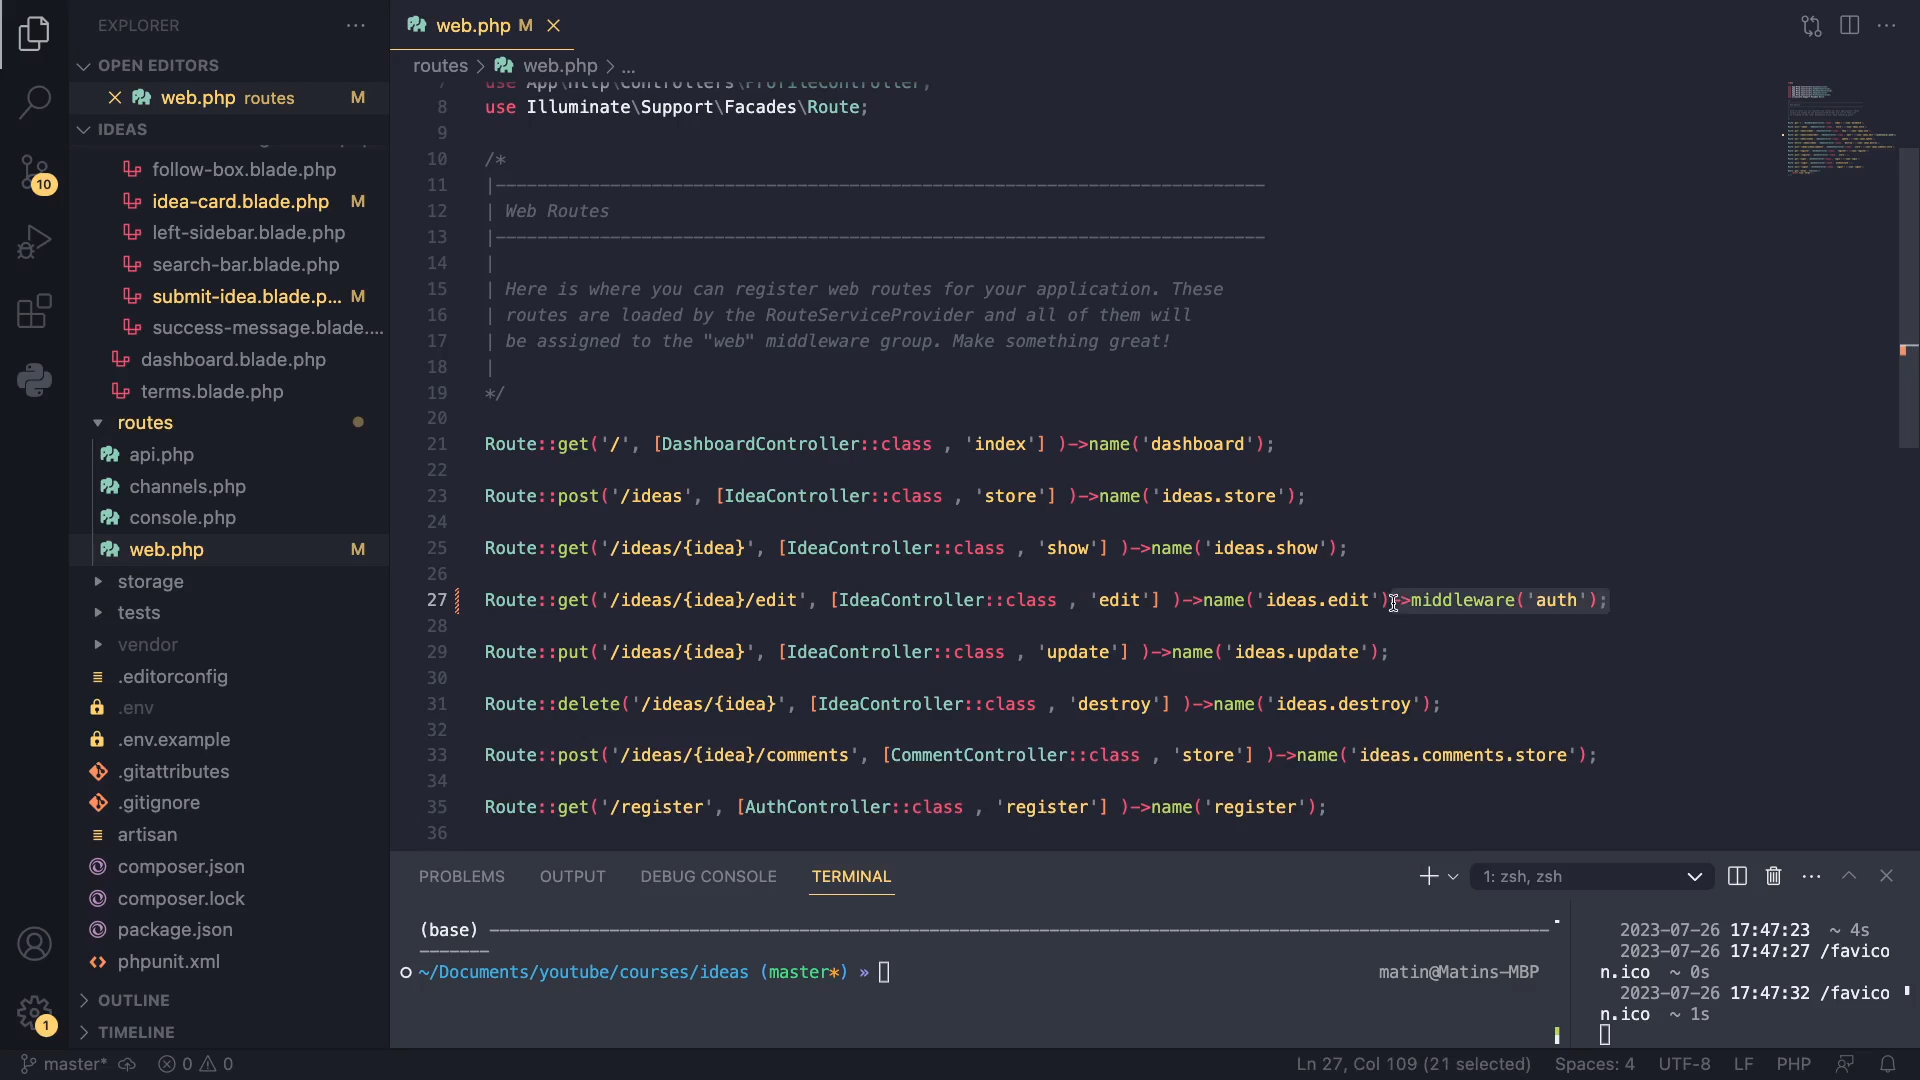 EXPLORER
OPEN EDITORS
web.php routes M
IDEAS
follow-box.blade.php
idea-card.blade.php M
left-sidebar.blade.php
search-bar.blade.php
submit-idea.blade.p... M
success-message.blade....
dashboard.blade.php
terms.blade.php
routes
api.php
channels.php
console.php
web.php M
storage
tests
vendor
.editorconfig
.env
.env.example
.gitattributes
.gitignore
artisan
composer.json
composer.lock
package.json
phpunit.xml
OUTLINE
TIMELINE
10
1
web.php M
routes > web.php > ...
7 use App\Http\Controllers\ProfileController;
8 use Illuminate\Support\Facades\Route;
9
10 /*
11 |--------------------------------------------------------------------------
12 | Web Routes
13 |--------------------------------------------------------------------------
14 |
15 | Here is where you can register web routes for your application. These
16 | routes are loaded by the RouteServiceProvider and all of them will
17 | be assigned to the "web" middleware group. Make something great!
18 |
19 */
20
21 Route::get('/', [DashboardController::class , 'index'] )->name('dashboard');
22
23 Route::post('/ideas', [IdeaController::class , 'store'] )->name('ideas.store');
24
25 Route::get('/ideas/{idea}', [IdeaController::class , 'show'] )->name('ideas.show');
26
27 Route::get('/ideas/{idea}/edit', [IdeaController::class , 'edit'] )->name('ideas.edit')->middleware('auth');
28
29 Route::put('/ideas/{idea}', [IdeaController::class , 'update'] )->name('ideas.update');
30
31 Route::delete('/ideas/{idea}', [IdeaController::class , 'destroy'] )->name('ideas.destroy');
32
33 Route::post('/ideas/{idea}/comments', [CommentController::class , 'store'] )->name('ideas.comments.store');
34
35 Route::get('/register', [AuthController::class , 'register'] )->name('register');
36
PROBLEMS OUTPUT DEBUG CONSOLE TERMINAL
1: zsh, zsh
(base) ----------
~/Documents/youtube/courses/ideas (master*) » matin@Matins-MBP
2023-07-26 17:47:23 ~ 4s
2023-07-26 17:47:27 /favico
n.ico ~ 0s
2023-07-26 17:47:32 /favico
n.ico ~ 1s
master* 0 0
Ln 27, Col 109 (21 selected) Spaces: 4 UTF-8 LF PHP